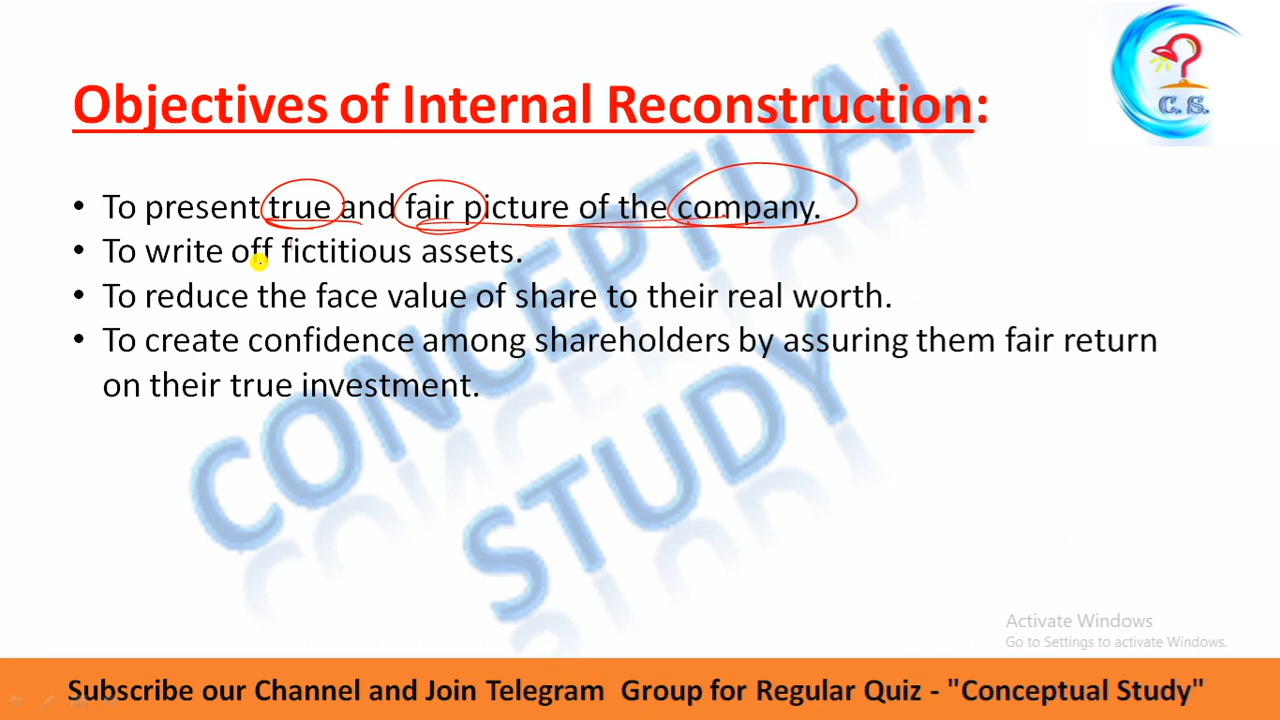 Objectives of Internal Reconstruction:
C. S.
• To present true and fair picture of the company.
• To write off fictitious assets.
• To reduce the face value of share to their real worth.
• To create confidence among shareholders by assuring them fair return
on their true investment.
CONCEPTUAL
STUDY
Activate Windows
Go to Settings to activate Windows.
Subscribe our Channel and Join Telegram Group for Regular Quiz - "Conceptual Study"